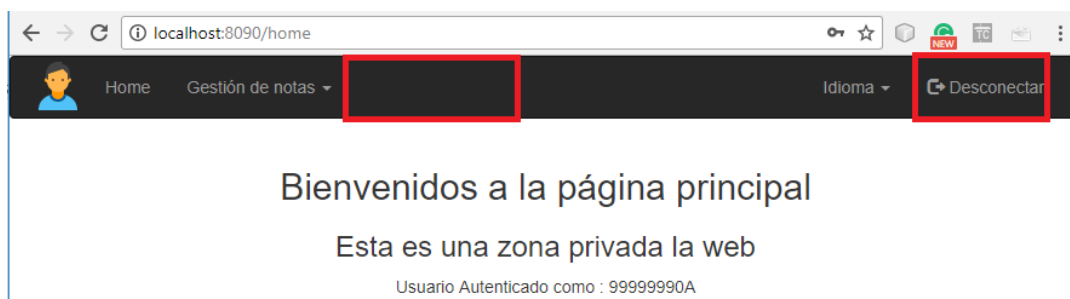 localhost:8090/home
NEW
TC
Home Gestión de notas Idioma Desconectar
Bienvenidos a la página principal
Esta es una zona privada la web
Usuario Autenticado como : 99999990A